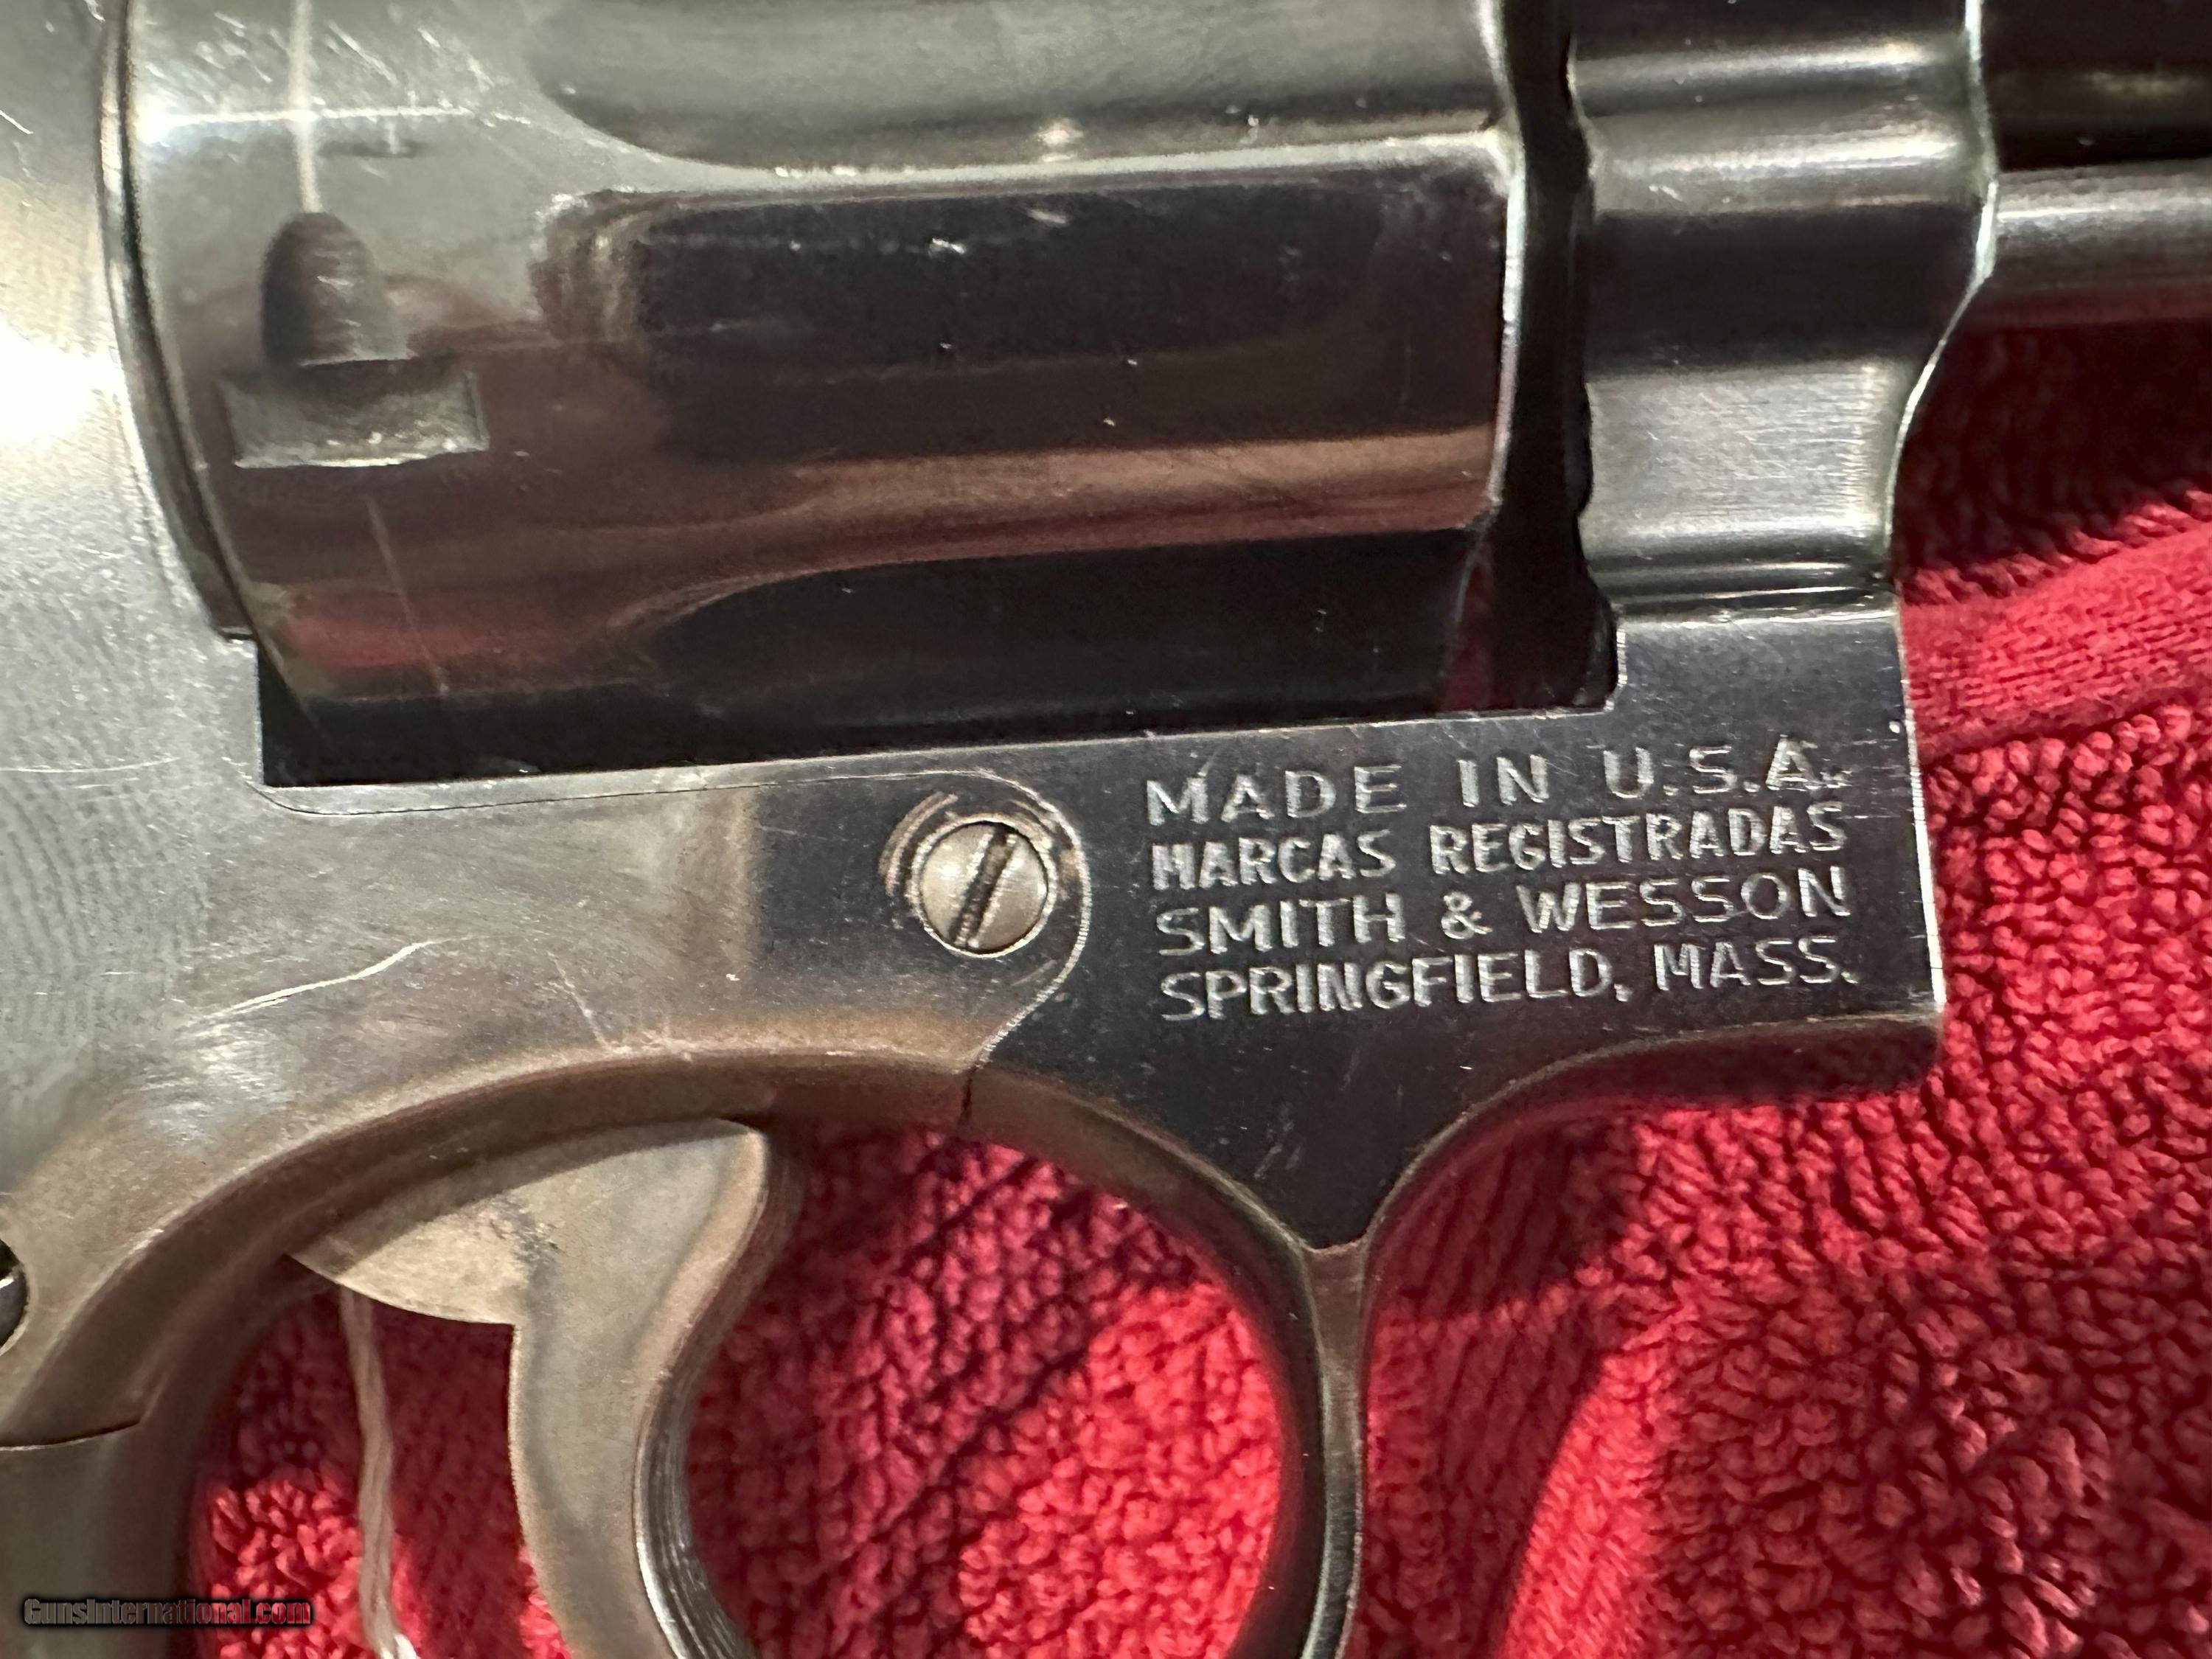 MADE IN U.S.A.
MARCAS REGISTRADAS
SMITH & WESSON
SPRINGFIELD, MASS.
GunsInternational.com